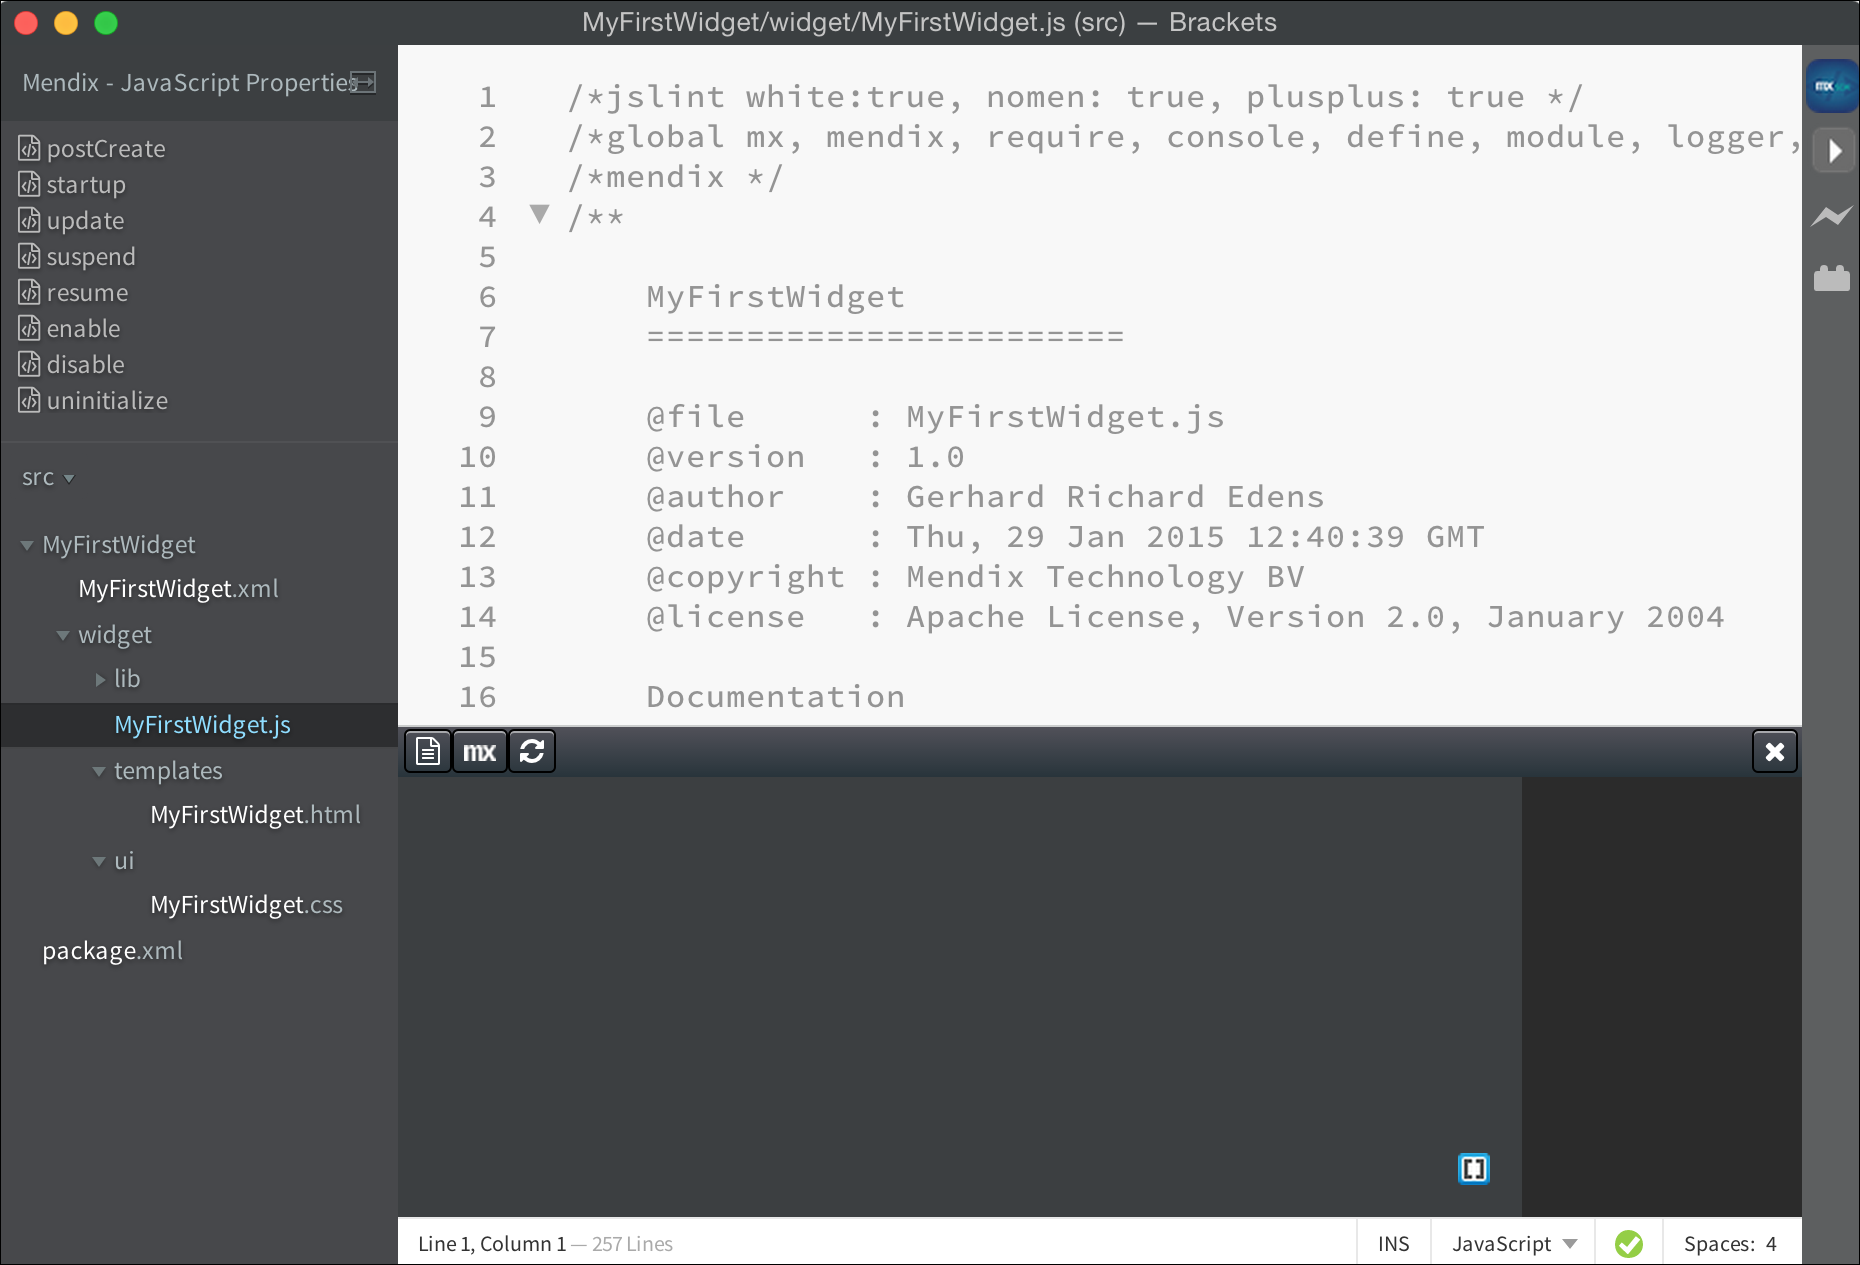 MyFirstWidget/widget/MyFirstWidget.js (src) — Brackets
Mendix - JavaScript Properties
postCreate
startup
update
suspend
resume
enable
disable
uninitialize
src
MyFirstWidget
MyFirstWidget.xml
widget
lib
MyFirstWidget.js
templates
MyFirstWidget.html
ui
MyFirstWidget.css
package.xml
1 /*jslint white:true, nomen: true, plusplus: true */
2 /*global mx, mendix, require, console, define, module, logger,
3 /*mendix */
4 /**
5
6 MyFirstWidget
7 ========================
8
9 @file : MyFirstWidget.js
10 @version : 1.0
11 @author : Gerhard Richard Edens
12 @date : Thu, 29 Jan 2015 12:40:39 GMT
13 @copyright : Mendix Technology BV
14 @license : Apache License, Version 2.0, January 2004
15
16 Documentation
mx
Line 1, Column 1 — 257 Lines
INS
JavaScript
Spaces: 4